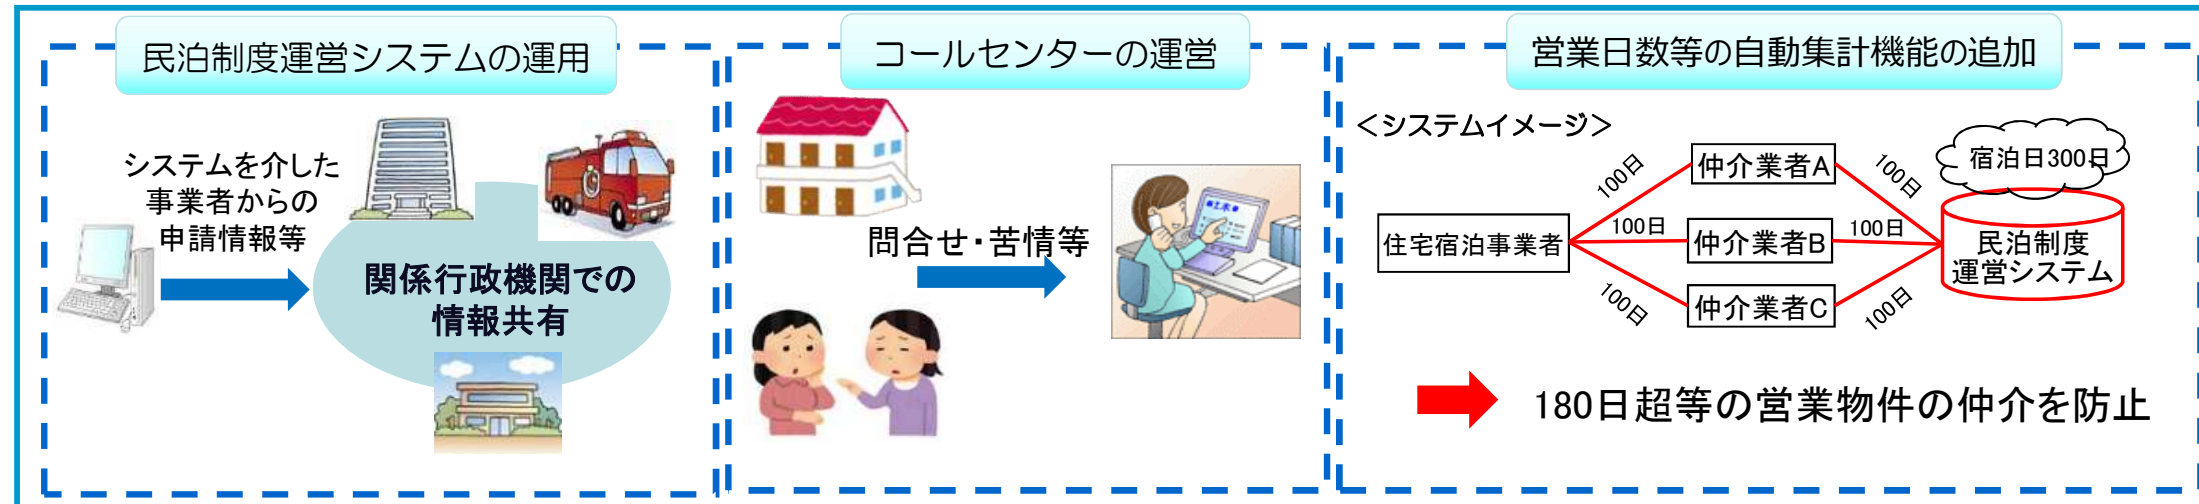 民泊制度運営システムの運用
システムを介した
事業者からの
申請情報等
関係行政機関での
情報共有
コールセンターの運営
問合せ・苦情等
営業日数等の自動集計機能の追加
＜システムイメージ＞
住宅宿泊事業者
100日
100日
100日
仲介業者A
仲介業者B
仲介業者C
100日
100日
100日
宿泊日300日
民泊制度
運営システム
180日超等の営業物件の仲介を防止